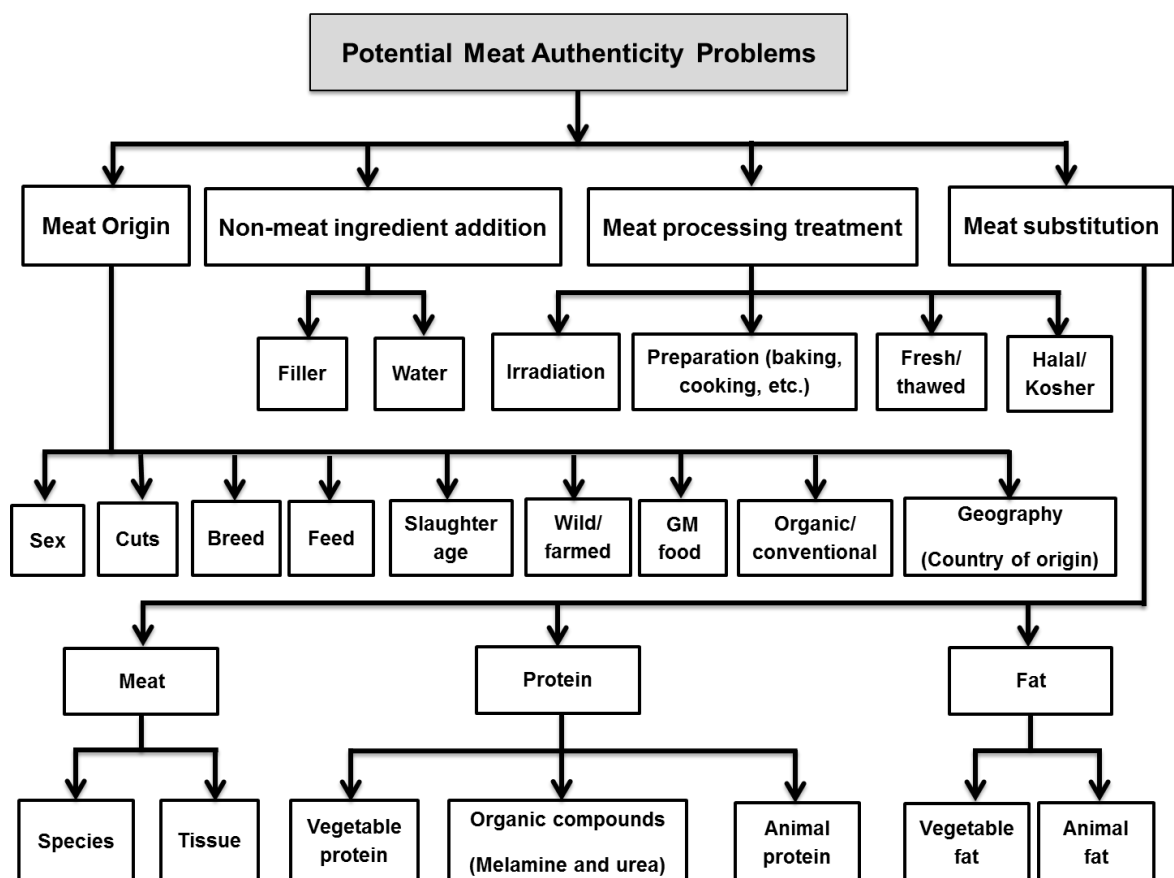 Potential Meat Authenticity Problems
Meat Origin
Non-meat ingredient addition
Meat processing treatment
Meat substitution
Filler
Water
Irradiation
Preparation (baking,
cooking, etc.)
Fresh/
thawed
Halal/
Kosher
Sex
Cuts
Breed
Feed
Slaughter
age
Wild/
farmed
GM
food
Organic/
conventional
Geography
(Country of origin)
Meat
Protein
Fat
Species
Tissue
Vegetable
protein
Organic compounds
(Melamine and urea)
Animal
protein
Vegetable
fat
Animal
fat